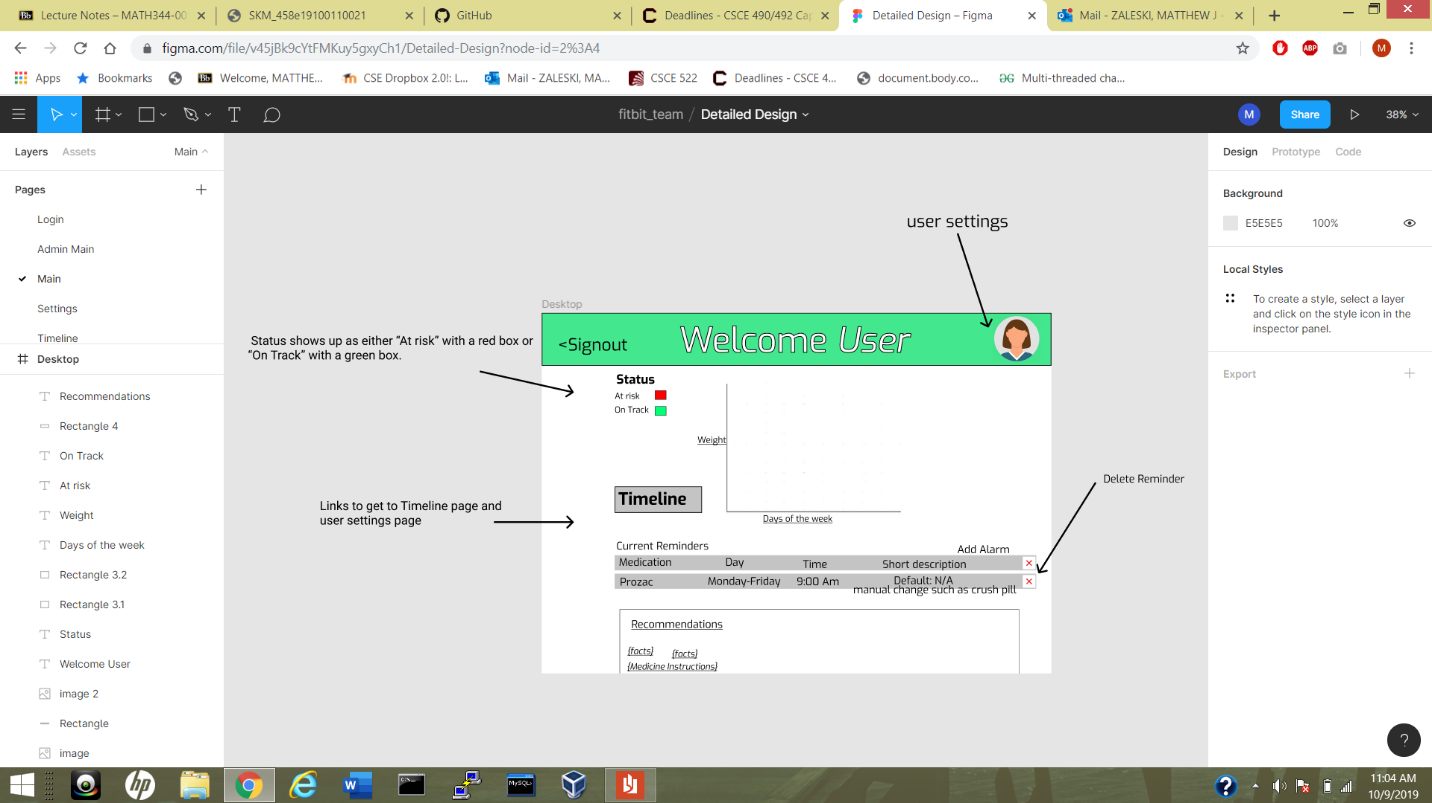 Lecture Notes – MATH344-00
SKM_458e19100110021
GitHub
Deadlines - CSCE 490/492 Cap
Detailed Design – Figma
Mail - ZALESKI, MATTHEW J -
figma.com/file/v45jBk9cYtFMKuy5gxyCh1/Detailed-Design?node-id=2%3A4
ABP
M
Apps
Bookmarks
Bb
Welcome, MATTHE...
CSE Dropbox 2.0!: L...
Mail - ZALESKI, MA...
CSCE 522
Deadlines - CSCE 4...
document.body.co...
Multi-threaded cha...
fitbit_team / Detailed Design
M
Share
38%
Layers
Assets
Main
Design
Prototype
Code
Pages
Login
Admin Main
Main
Settings
Timeline
Desktop
Recommendations
Rectangle 4
On Track
At risk
Weight
Days of the week
Rectangle 3.2
Rectangle 3.1
Status
Welcome User
image 2
Rectangle
image
user settings
Desktop
<Signout
Welcome User
Status shows up as either “At risk” with a red box or
“On Track” with a green box.
Status
At risk
On Track
Weight
Days of the week
Links to get to Timeline page and
user settings page
Timeline
Delete Reminder
Current Reminders
Add Alarm
Medication Day Time Short description
Prozac Monday-Friday 9:00 Am Default: N/A
manual change such as crush pill
Recommendations
{facts} {facts}
{Medicine Instructions}
Background
E5E5E5 100%
Local Styles
To create a style, select a layer
and click on the style icon in the
inspector panel.
Export
?
hp
MySQL
11:04 AM
10/9/2019